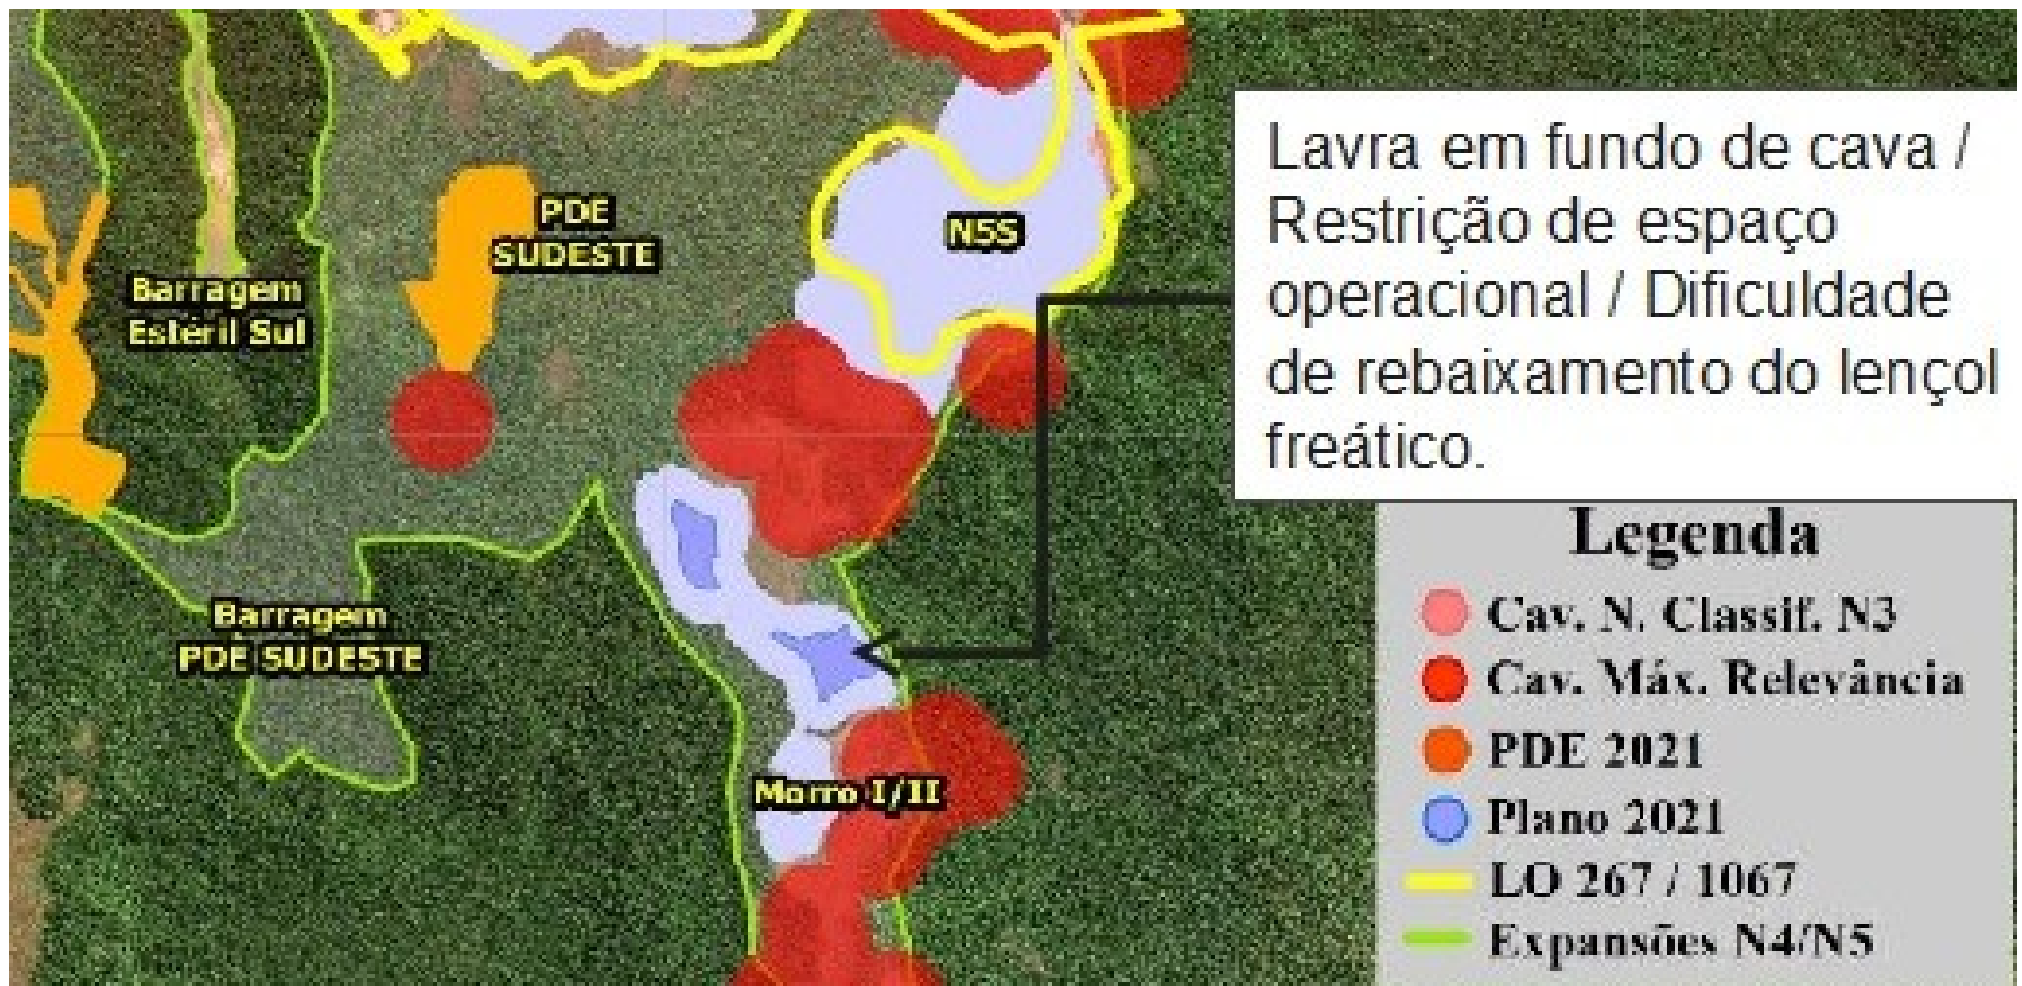 PDE
SUDESTE
Barragem
Estéril Sul
N5S
Lavra em fundo de cava /
Restrição de espaço
operacional / Dificuldade
de rebaixamento do lençol
freático.
Barragem
PDE SUDESTE
Morro I/II
Legenda
Cav. N. Classif. N3
Cav. Máx. Relevância
PDE 2021
Plano 2021
LO 267 / 1067
Expansões N4/N5